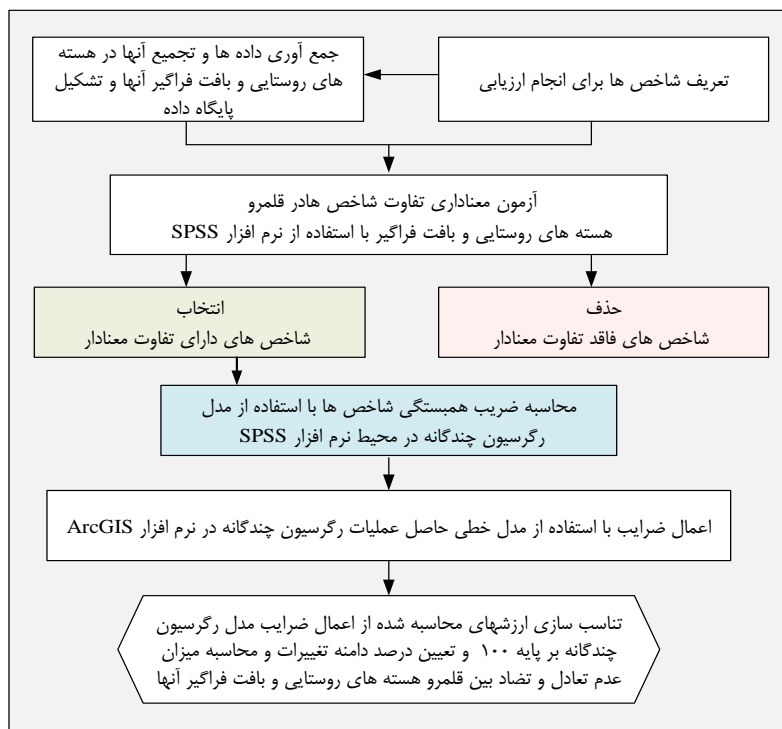 تعریف شاخص ها برای انجام ارزیابی
جمع آوری داده ها و تجمیع آنها در هسته
های روستایی و بافت فراگیر آنها و تشکیل
پایگاه داده
آزمون معناداری تفاوت شاخص هادر قلمرو
هسته های روستایی و بافت فراگیر با استفاده از نرم افزار SPSS
حذف
شاخص های فاقد تفاوت معنادار
انتخاب
شاخص های دارای تفاوت معنادار
محاسبه ضریب همبستگی شاخص ها با استفاده از مدل
رگرسیون چندگانه در محیط نرم افزار SPSS
اعمال ضرایب با استفاده از مدل خطی حاصل عملیات رگرسیون چندگانه در نرم افزار ArcGIS
تناسب سازی ارزشهای محاسبه شده از اعمال ضرایب مدل رگرسیون
چندگانه بر پایه ۱۰۰ و تعیین درصد دامنه تغییرات و محاسبه میزان
عدم تعادل و تضاد بین قلمرو هسته های روستایی و بافت فراگیر آنها